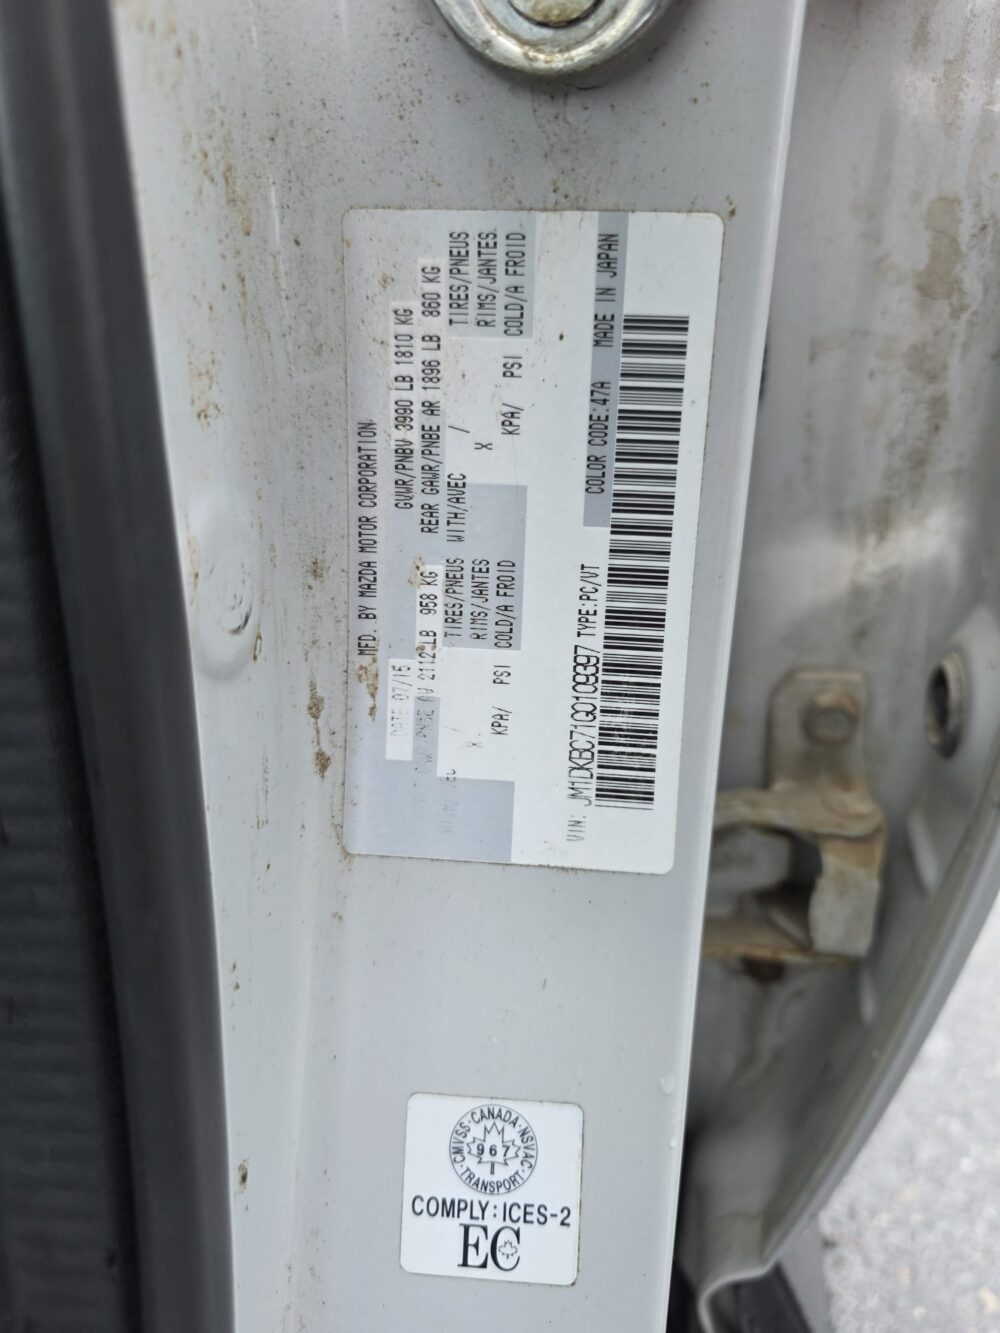 MFD. BY MAZDA MOTOR CORPORATION
DATE 07/15 GVWR/PNBV 3990 LB 1810 KG
2112 LB 958 KG REAR GAWR/PNBE AR 1896 LB 860 KG
TIRES/PNEUS WITH/AVEC / TIRES/PNEUS
X RIMS/JANTES X RIMS/JANTES
KPA/ PSI COLD/A FROID KPA/ PSI COLD/A FROID
COLOR CODE:47A MADE IN JAPAN
VIN: JM1DKBC71G0109397 TYPE:PC/VT
CMVSS · CANADA · NSVAC · TRANSPORT ·
967
COMPLY:ICES-2
EC